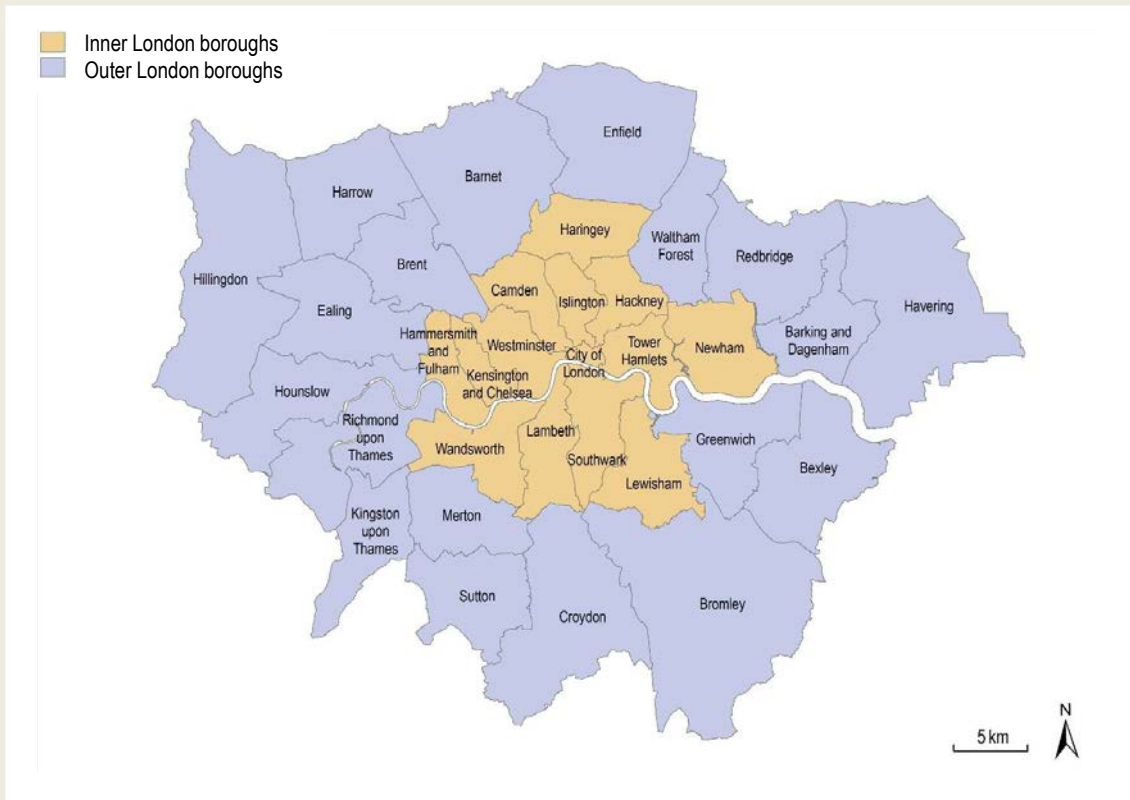 Inner London boroughs
Outer London boroughs
Enfield
Barnet
Harrow
Haringey
Waltham
Forest
Redbridge
Brent
Hillingdon
Camden
Islington
Hackney
Havering
Ealing
Hammersmith
and
Fulham
Westminster
City of
London
Tower
Hamlets
Newham
Barking and
Dagenham
Kensington
and Chelsea
Hounslow
Richmond
upon
Thames
Wandsworth
Lambeth
Southwark
Lewisham
Greenwich
Bexley
Kingston
upon
Thames
Merton
Sutton
Croydon
Bromley
N
5 km